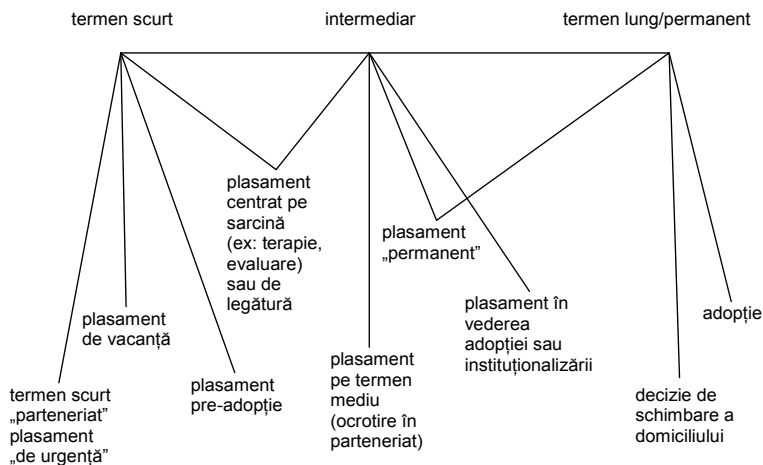 termen scurt
intermediar
termen lung/permanent
plasament
centrat pe
sarcină
(ex: terapie,
evaluare)
sau de
legătură
plasament
„permanent”
plasament
de vacanță
plasament în
vederea
adopției sau
instituționalizării
adopție
termen scurt
„parteneriat”
plasament
„de urgență”
plasament
pre-adopție
plasament
pe termen
mediu
(ocrotire în
parteneriat)
decizie de
schimbare a
domiciliului